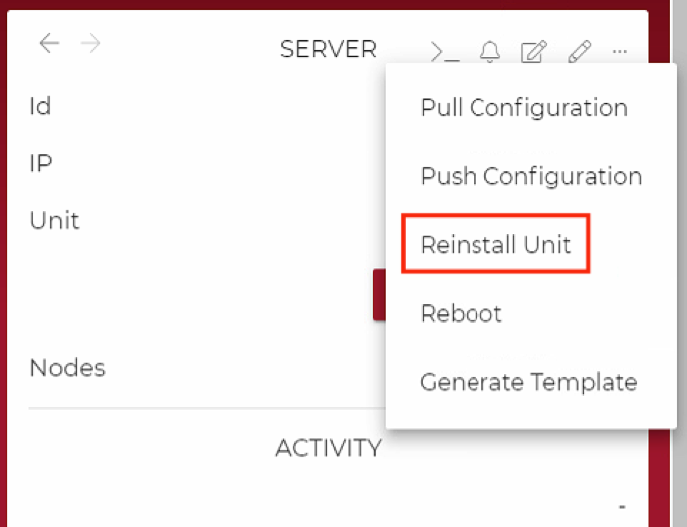 SERVER
Id
IP
Unit
Nodes
Pull Configuration
Push Configuration
Reinstall Unit
Reboot
Generate Template
ACTIVITY
-